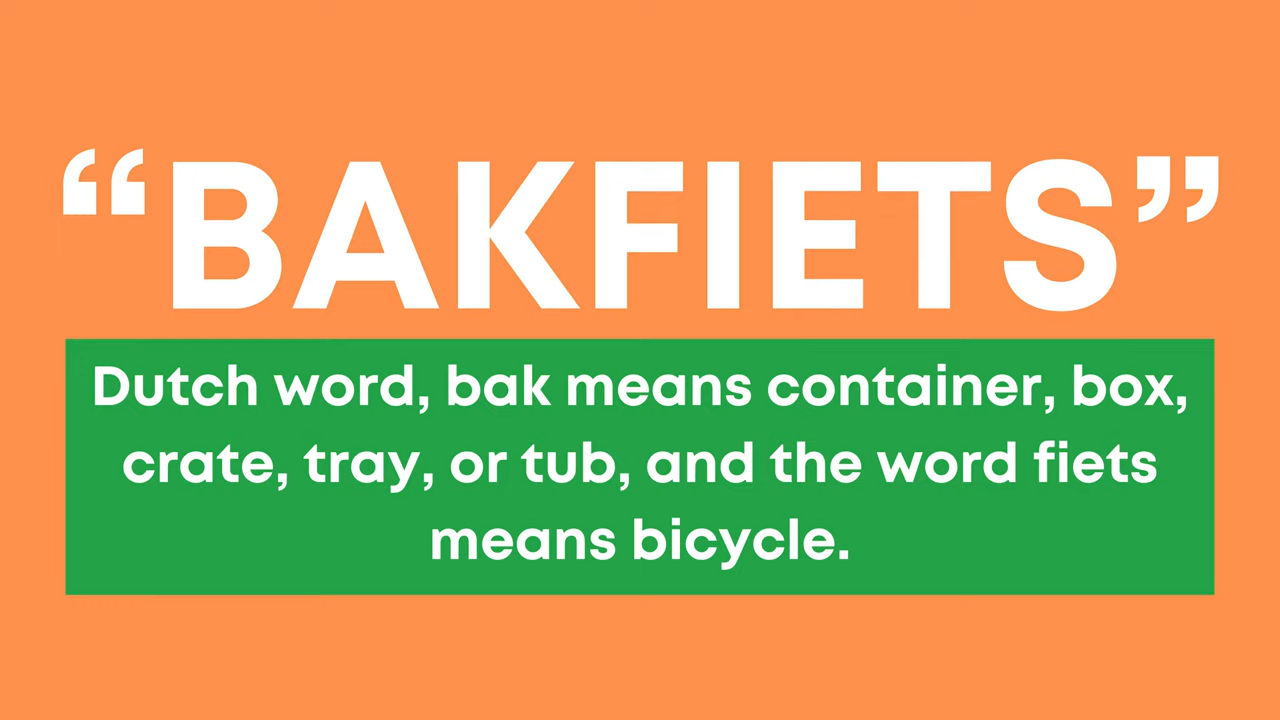 “BAKFIETS”
Dutch word, bak means container, box,
crate, tray, or tub, and the word fiets
means bicycle.